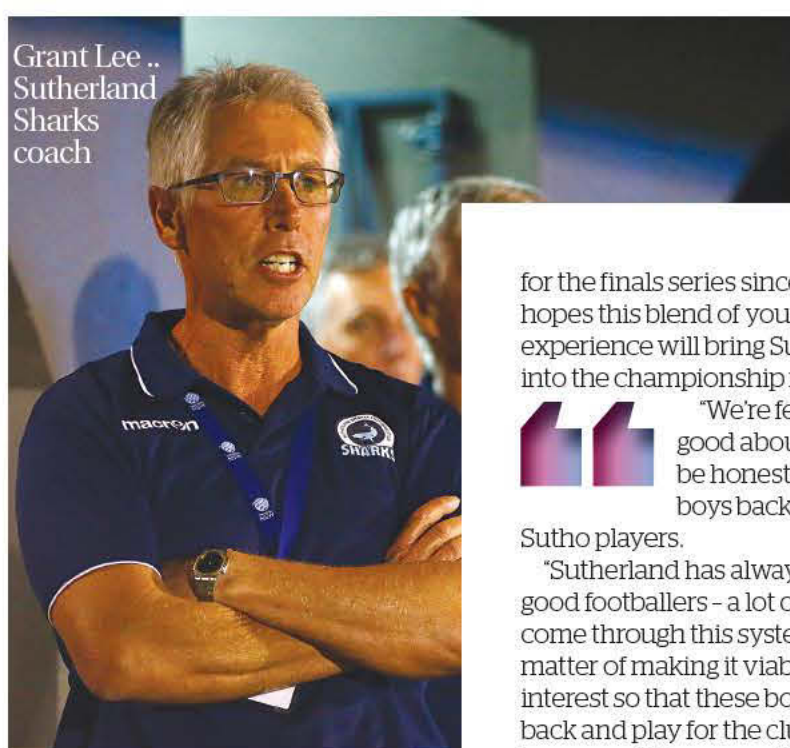 Grant Lee ..
Sutherland
Sharks
coach
macron
SHARKS
for the finals series since
hopes this blend of you
experience will bring Su
into the championship
"We're fe
good abou
be honest
boys back
Sutho players.
"Sutherland has alway
good footballers – a lot o
come through this syste
matter of making it viab
interest so that these bo
back and play for the clu